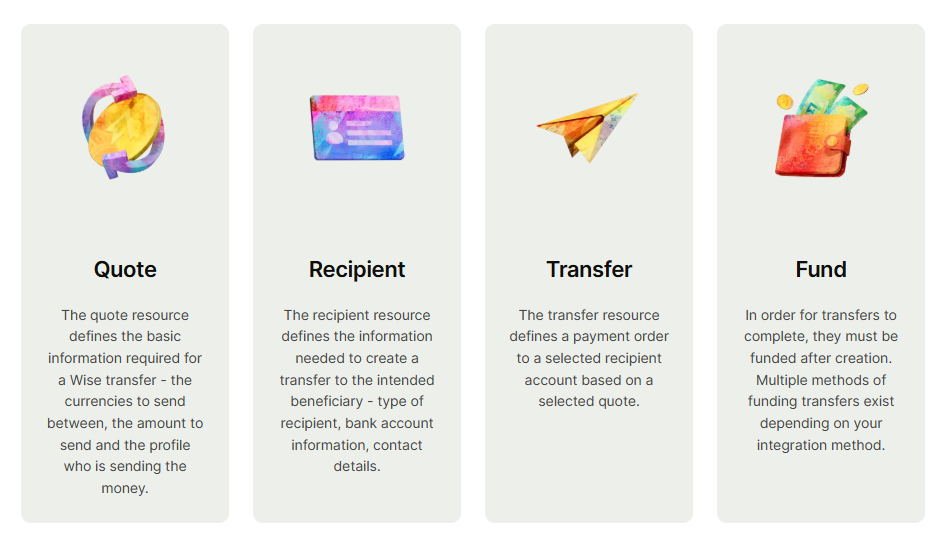 Quote
The quote resource
defines the basic
information required for
a Wise transfer - the
currencies to send
between, the amount to
send and the profile
who is sending the
money.
Recipient
The recipient resource
defines the information
needed to create a
transfer to the intended
beneficiary - type of
recipient, bank account
information, contact
details.
Transfer
The transfer resource
defines a payment order
to a selected recipient
account based on a
selected quote.
Fund
In order for transfers to
complete, they must be
funded after creation.
Multiple methods of
funding transfers exist
depending on your
integration method.